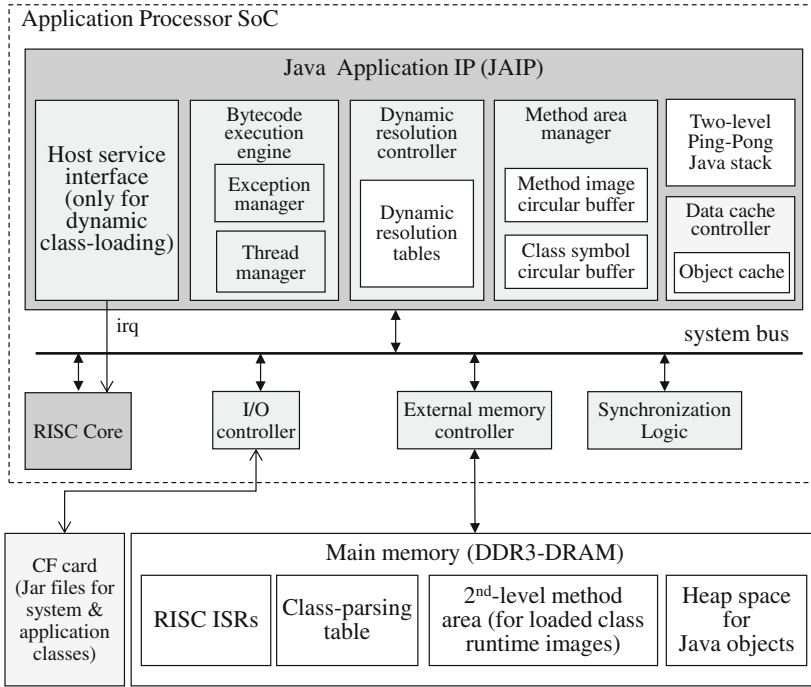 Application Processor SoC
Java Application IP (JAIP)
Host service
interface
(only for
dynamic
class-loading)
Bytecode
execution
engine
Exception
manager
Thread
manager
Dynamic
resolution
controller
Dynamic
resolution
tables
Method area
manager
Method image
circular buffer
Class symbol
circular buffer
Two-level
Ping-Pong
Java stack
Data cache
controller
Object cache
irq
system bus
RISC Core
I/O
controller
External memory
controller
Synchronization
Logic
CF card
(Jar files for
system &
application
classes)
Main memory (DDR3-DRAM)
RISC ISRs
Class-parsing
table
2nd-level method
area (for loaded class
runtime images)
Heap space
for
Java objects